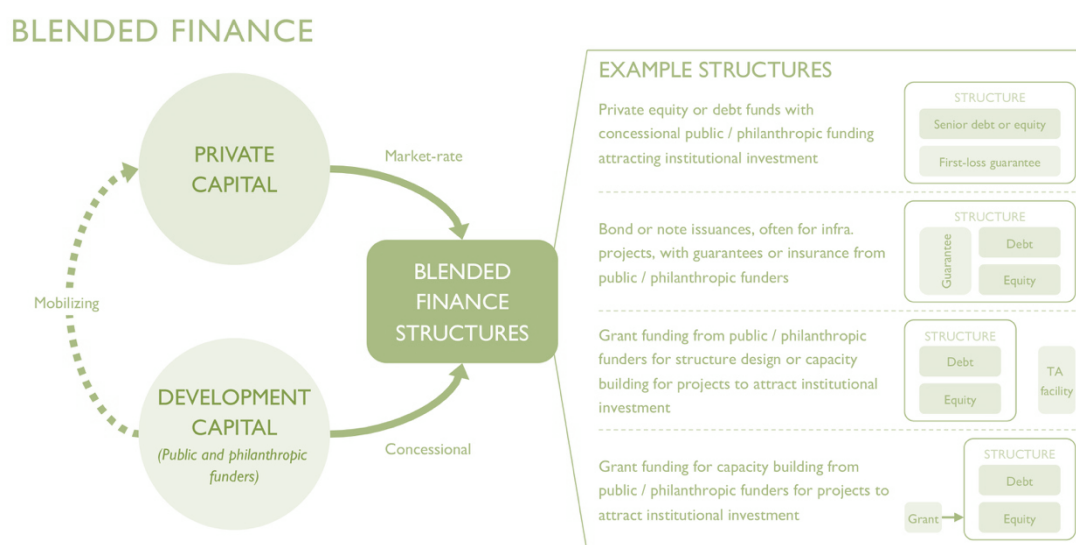 BLENDED FINANCE
PRIVATE
CAPITAL
Market-rate
Mobilizing
BLENDED
FINANCE
STRUCTURES
DEVELOPMENT
CAPITAL
(Public and philanthropic
funders)
Concessional
EXAMPLE STRUCTURES
Private equity or debt funds with
concessional public / philanthropic funding
attracting institutional investment
STRUCTURE
Senior debt or equity
First-loss guarantee
Bond or note issuances, often for infra.
projects, with guarantees or insurance from
public / philanthropic funders
STRUCTURE
Guarantee
Debt
Equity
Grant funding from public / philanthropic
funders for structure design or capacity
building for projects to attract institutional
investment
STRUCTURE
Debt
Equity
TA
facility
Grant funding for capacity building from
public / philanthropic funders for projects to
attract institutional investment
Grant
STRUCTURE
Debt
Equity